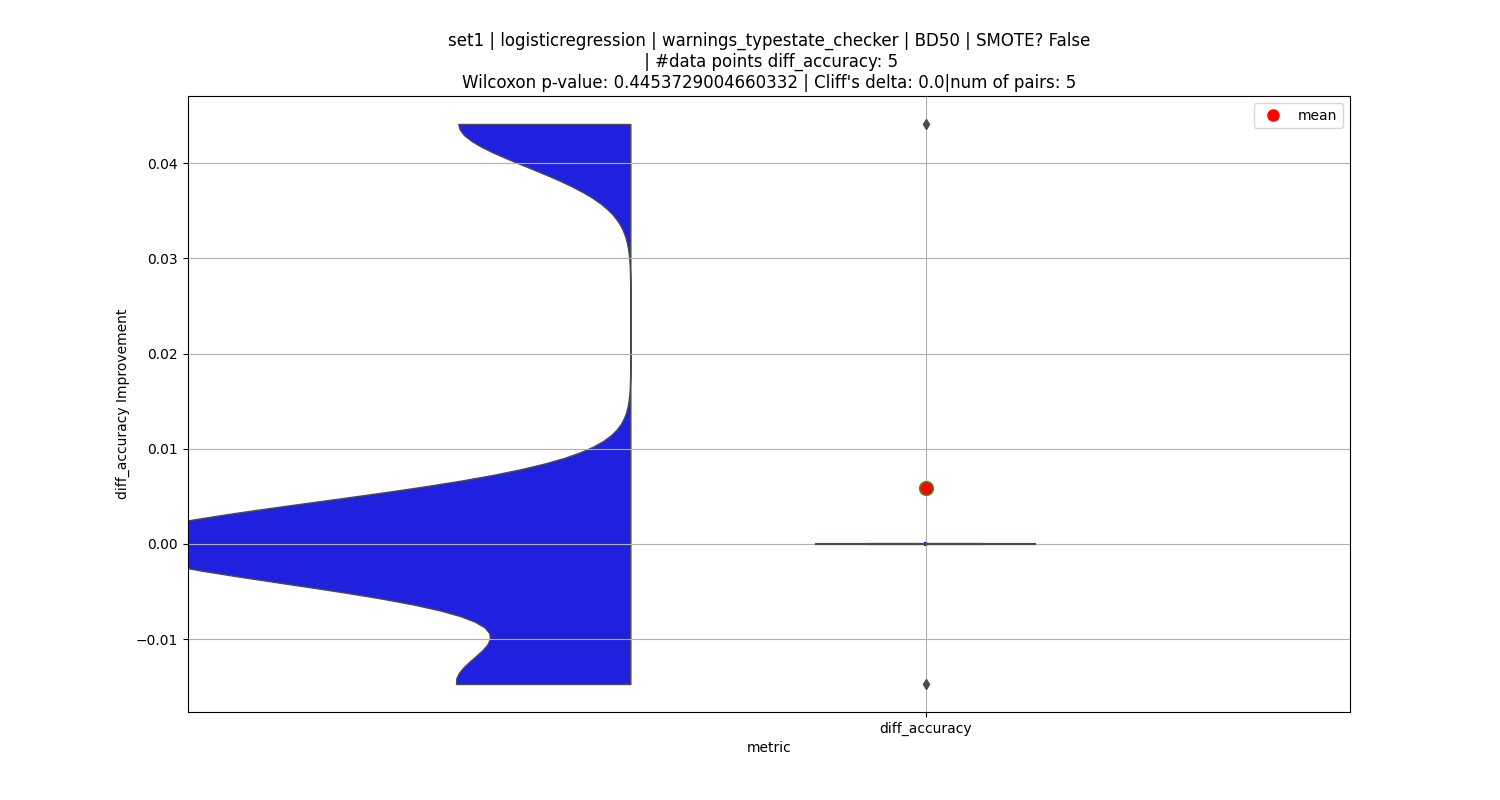 set1 | logisticregression | warnings_typestate_checker | BD50 | SMOTE? False
| #data points diff_accuracy: 5
Wilcoxon p-value: 0.4453729004660332 | Cliff's delta: 0.0|num of pairs: 5
mean
0.04
0.03
0.02
0.01
0.00
−0.01
diff_accuracy Improvement
diff_accuracy
metric